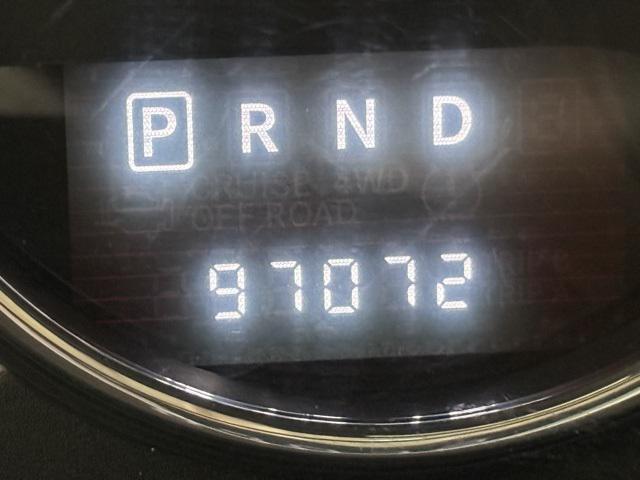 P R N D
CRUISE 4WD
OFF ROAD
97072